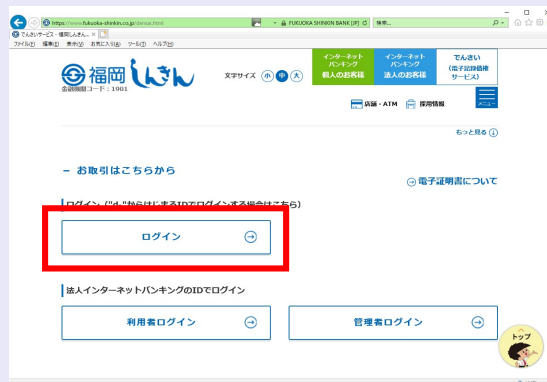 https://www.fukuoka-shinkin.co.jp/densai.html
FUKUOKA SHINKIN BANK [JP]
検索...
でんさいサービス - 福岡しんきん...
ファイル(F) 編集(E) 表示(V) お気に入り(A) ツール(T) ヘルプ(H)
福岡しんきん
金融機関コード:1901
文字サイズ 小 中 大
インターネット
バンキング
個人のお客様
インターネット
バンキング
法人のお客様
でんさい
(電子記録債権
サービス)
店舗・ATM
採用情報
メニュー
もっと見る
お取引はこちらから
電子証明書について
ログイン("d-"からはじまるIDでログインする場合はこちら)
ログイン
法人インターネットバンキングのIDでログイン
利用者ログイン
管理者ログイン
トップ